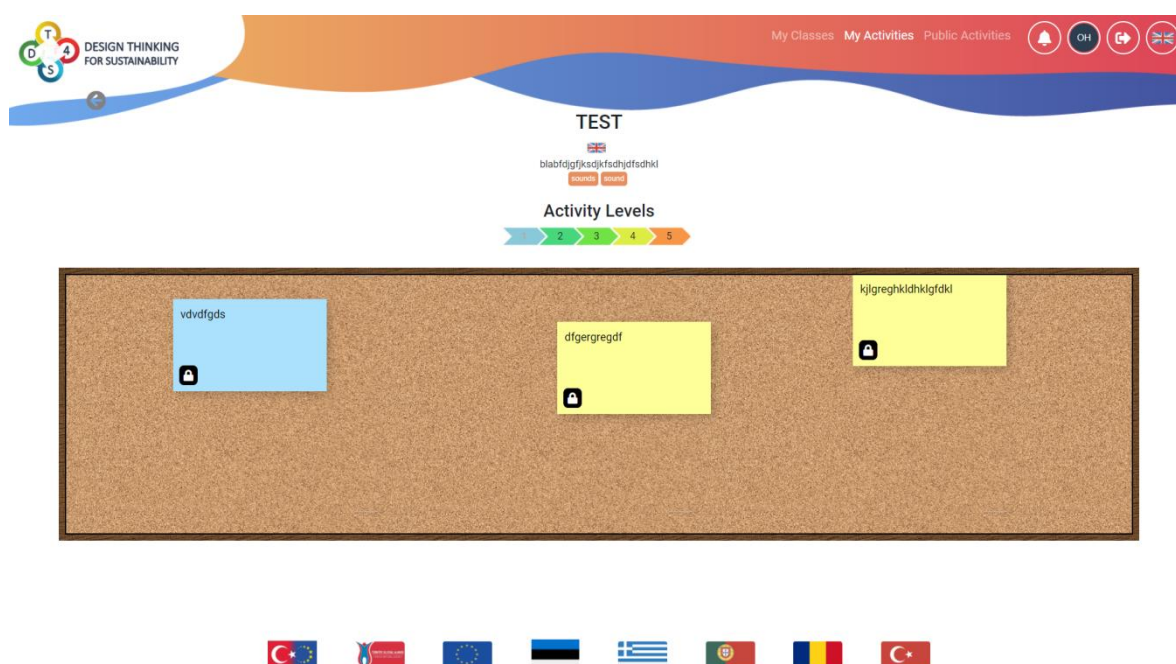 T
D 4
S
DESIGN THINKING
FOR SUSTAINABILITY
My Classes My Activities Public Activities
OH
TEST
blabfdjgfjksdjkfsdhjdfsdhkl
sounds sound
Activity Levels
1 2 3 4 5
vdvdfgds
dfgergregdf
kjlgreghkldhklgfdkl